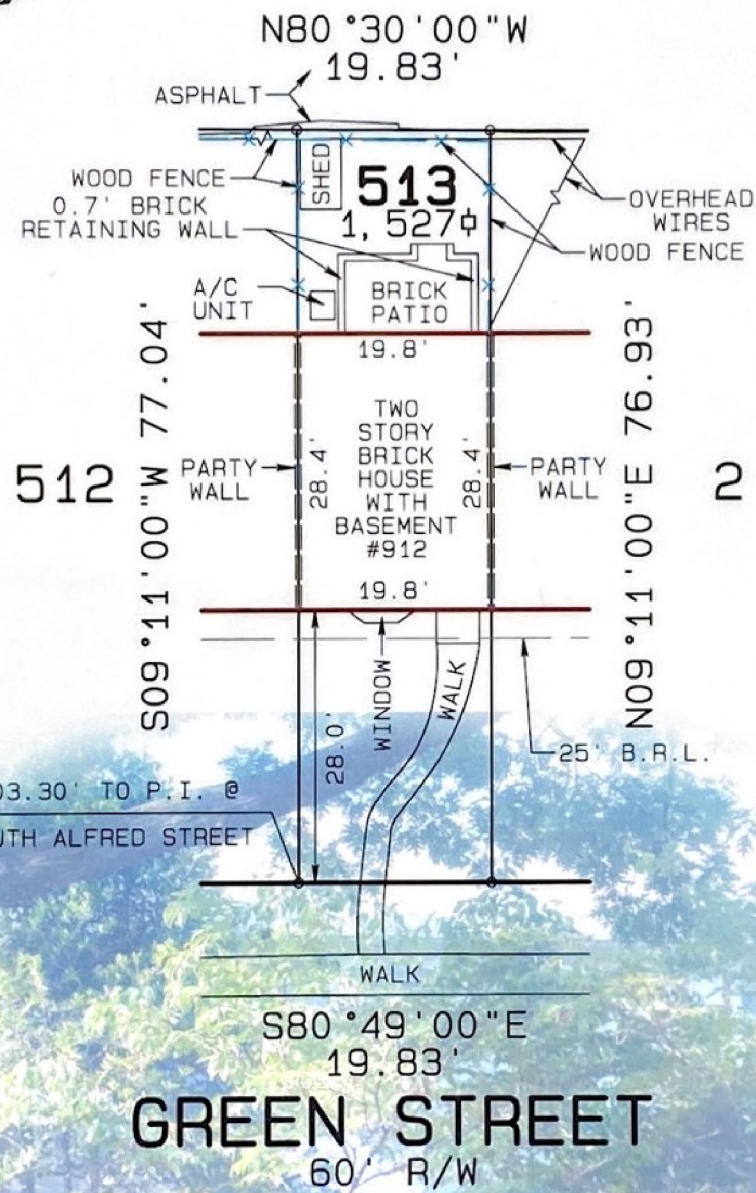 N80°30'00"W
19.83'
ASPHALT
WOOD FENCE
0.7' BRICK
RETAINING WALL
SHED
513
1,527⏀
OVERHEAD
WIRES
WOOD FENCE
A/C
UNIT
BRICK
PATIO
19.8'
S09°11'00"W 77.04'
N09°11'00"E 76.93'
512
PARTY
WALL
28.4'
TWO
STORY
BRICK
HOUSE
WITH
BASEMENT
#912
28.4'
PARTY
WALL
2
19.8'
WINDOW
WALK
28.0'
25' B.R.L.
03.30' TO P.I. @
UTH ALFRED STREET
WALK
S80°49'00"E
19.83'
GREEN STREET
60' R/W